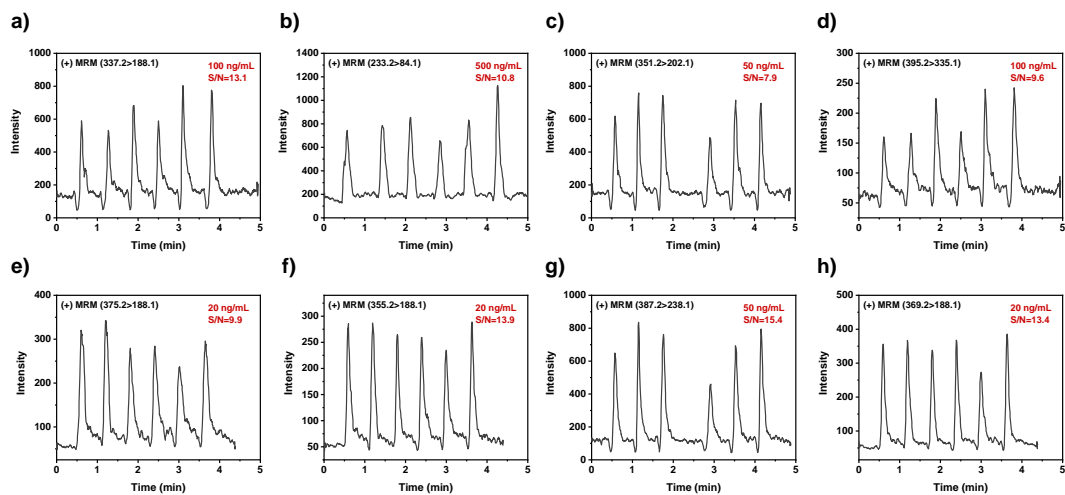 a)
(+) MRM (337.2>188.1)
100 ng/mL
S/N=13.1
Intensity
1000
800
600
400
200
0
0 1 2 3 4 5
Time (min)
b)
(+) MRM (233.2>84.1)
500 ng/mL
S/N=10.8
Intensity
1400
1200
1000
800
600
400
200
0
0 1 2 3 4 5
Time (min)
c)
(+) MRM (351.2>202.1)
50 ng/mL
S/N=7.9
Intensity
1000
800
600
400
200
0
0 1 2 3 4 5
Time (min)
d)
(+) MRM (395.2>335.1)
100 ng/mL
S/N=9.6
Intensity
300
250
200
150
100
50
0 1 2 3 4 5
Time (min)
e)
(+) MRM (375.2>188.1)
20 ng/mL
S/N=9.9
Intensity
400
300
200
100
0 1 2 3 4 5
Time (min)
f)
(+) MRM (355.2>188.1)
20 ng/mL
S/N=13.9
Intensity
300
250
200
150
100
50
0 1 2 3 4 5
Time (min)
g)
(+) MRM (387.2>238.1)
50 ng/mL
S/N=15.4
Intensity
1000
800
600
400
200
0
0 1 2 3 4 5
Time (min)
h)
(+) MRM (369.2>188.1)
20 ng/mL
S/N=13.4
Intensity
500
400
300
200
100
0 1 2 3 4 5
Time (min)